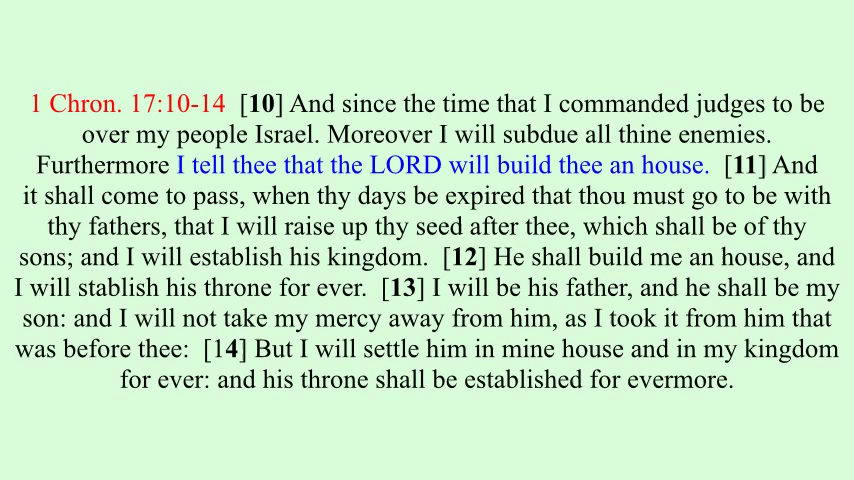 1 Chron. 17:10-14  [10] And since the time that I commanded judges to be
over my people Israel. Moreover I will subdue all thine enemies.
Furthermore I tell thee that the LORD will build thee an house.  [11] And
it shall come to pass, when thy days be expired that thou must go to be with
thy fathers, that I will raise up thy seed after thee, which shall be of thy
sons; and I will establish his kingdom.  [12] He shall build me an house, and
I will stablish his throne for ever.  [13] I will be his father, and he shall be my
son: and I will not take my mercy away from him, as I took it from him that
was before thee:  [14] But I will settle him in mine house and in my kingdom
for ever: and his throne shall be established for evermore.